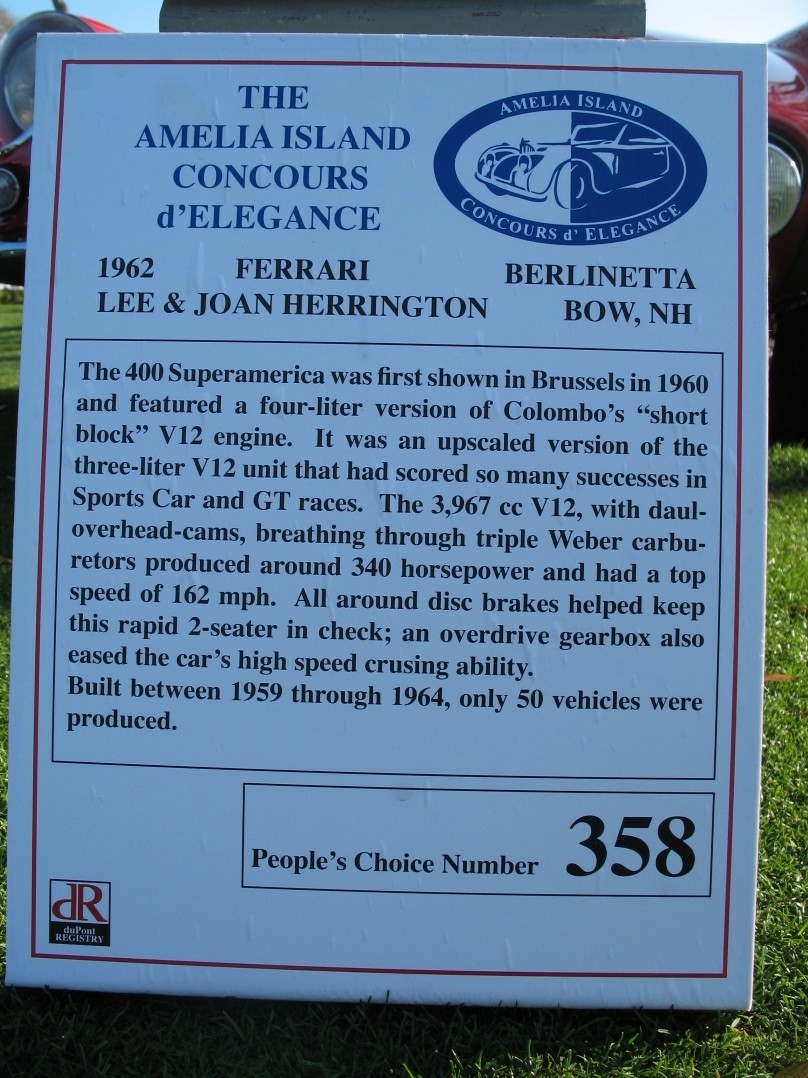 THE
AMELIA ISLAND
CONCOURS
d'ELEGANCE
AMELIA ISLAND
CONCOURS d' ELEGANCE
1962 FERRARI BERLINETTA
LEE & JOAN HERRINGTON BOW, NH
The 400 Superamerica was first shown in Brussels in 1960
and featured a four-liter version of Colombo's “short
block” V12 engine. It was an upscaled version of the
three-liter V12 unit that had scored so many successes in
Sports Car and GT races. The 3,967 cc V12, with daul-
overhead-cams, breathing through triple Weber carbu-
retors produced around 340 horsepower and had a top
speed of 162 mph. All around disc brakes helped keep
this rapid 2-seater in check; an overdrive gearbox also
eased the car's high speed crusing ability.
Built between 1959 through 1964, only 50 vehicles were
produced.
People's Choice Number 358
dR
duPont
REGISTRY